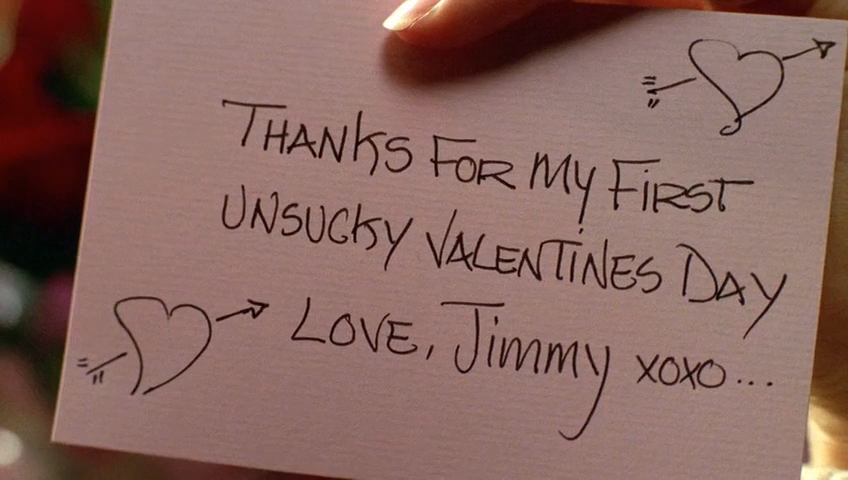 THANKS FOR MY FIRST
UNSUCKY VALENTINES DAY
LOVE, Jimmy xoxo...